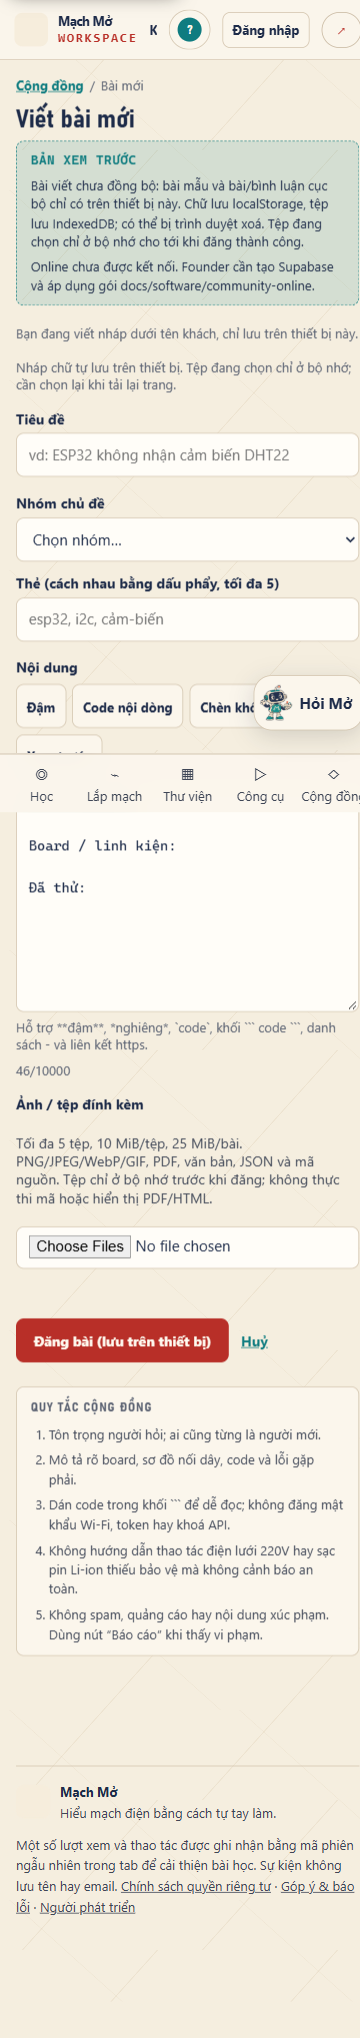 Mạch Mở
WORKSPACE
K
?
Đăng nhập
↗
Cộng đồng / Bài mới
Viết bài mới
BẢN XEM TRƯỚC
Bài viết chưa đồng bộ: bài mẫu và bài/bình luận cục
bộ chỉ có trên thiết bị này. Chữ lưu localStorage, tệp
lưu IndexedDB; có thể bị trình duyệt xoá. Tệp đang
chọn chỉ ở bộ nhớ cho tới khi đăng thành công.
Online chưa được kết nối. Founder cần tạo Supabase
và áp dụng gói docs/software/community-online.
Bạn đang viết nháp dưới tên khách, chỉ lưu trên thiết bị này.
Nháp chữ tự lưu trên thiết bị. Tệp đang chọn chỉ ở bộ nhớ;
cần chọn lại khi tải lại trang.
Tiêu đề
vd: ESP32 không nhận cảm biến DHT22
Nhóm chủ đề
Chọn nhóm...
Thẻ (cách nhau bằng dấu phẩy, tối đa 5)
esp32, i2c, cảm-biến
Nội dung
Đậm
Code nội dòng
Chèn khố
Hỏi Mở
Học
Lắp mạch
Thư viện
Công cụ
Cộng đồng
Board / linh kiện:
Đã thử:
Hỗ trợ **đậm**, *nghiêng*, `code`, khối ``` code ```, danh
sách - và liên kết https.
46/10000
Ảnh / tệp đính kèm
Tối đa 5 tệp, 10 MiB/tệp, 25 MiB/bài.
PNG/JPEG/WebP/GIF, PDF, văn bản, JSON và mã
nguồn. Tệp chỉ ở bộ nhớ trước khi đăng; không thực
thi mã hoặc hiển thị PDF/HTML.
Choose Files No file chosen
Đăng bài (lưu trên thiết bị)
Huỷ
QUY TẮC CỘNG ĐỒNG
1. Tôn trọng người hỏi; ai cũng từng là người mới.
2. Mô tả rõ board, sơ đồ nối dây, code và lỗi gặp
phải.
3. Dán code trong khối ``` để dễ đọc; không đăng mật
khẩu Wi-Fi, token hay khoá API.
4. Không hướng dẫn thao tác điện lưới 220V hay sạc
pin Li-ion thiếu bảo vệ mà không cảnh báo an
toàn.
5. Không spam, quảng cáo hay nội dung xúc phạm.
Dùng nút “Báo cáo” khi thấy vi phạm.
Mạch Mở
Hiểu mạch điện bằng cách tự tay làm.
Một số lượt xem và thao tác được ghi nhận bằng mã phiên
ngẫu nhiên trong tab để cải thiện bài học. Sự kiện không
lưu tên hay email. Chính sách quyền riêng tư · Góp ý & báo
lỗi · Người phát triển